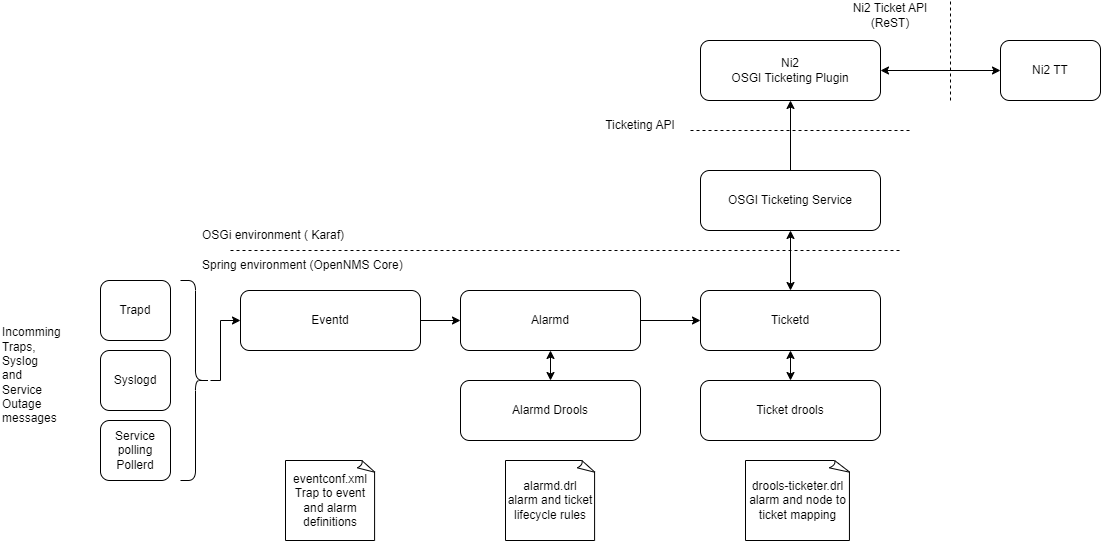 Ni2 Ticket API
(ReST)
Ni2
OSGI Ticketing Plugin
Ni2 TT
Ticketing API
OSGI Ticketing Service
OSGi environment ( Karaf)
Spring environment (OpenNMS Core)
Incomming
Traps,
Syslog
and
Service
Outage
messages
Trapd
Syslogd
Service
polling
Pollerd
Eventd
Alarmd
Ticketd
Alarmd Drools
Ticket drools
eventconf.xml
Trap to event
and alarm
definitions
alarmd.drl
alarm and ticket
lifecycle rules
drools-ticketer.drl
alarm and node to
ticket mapping